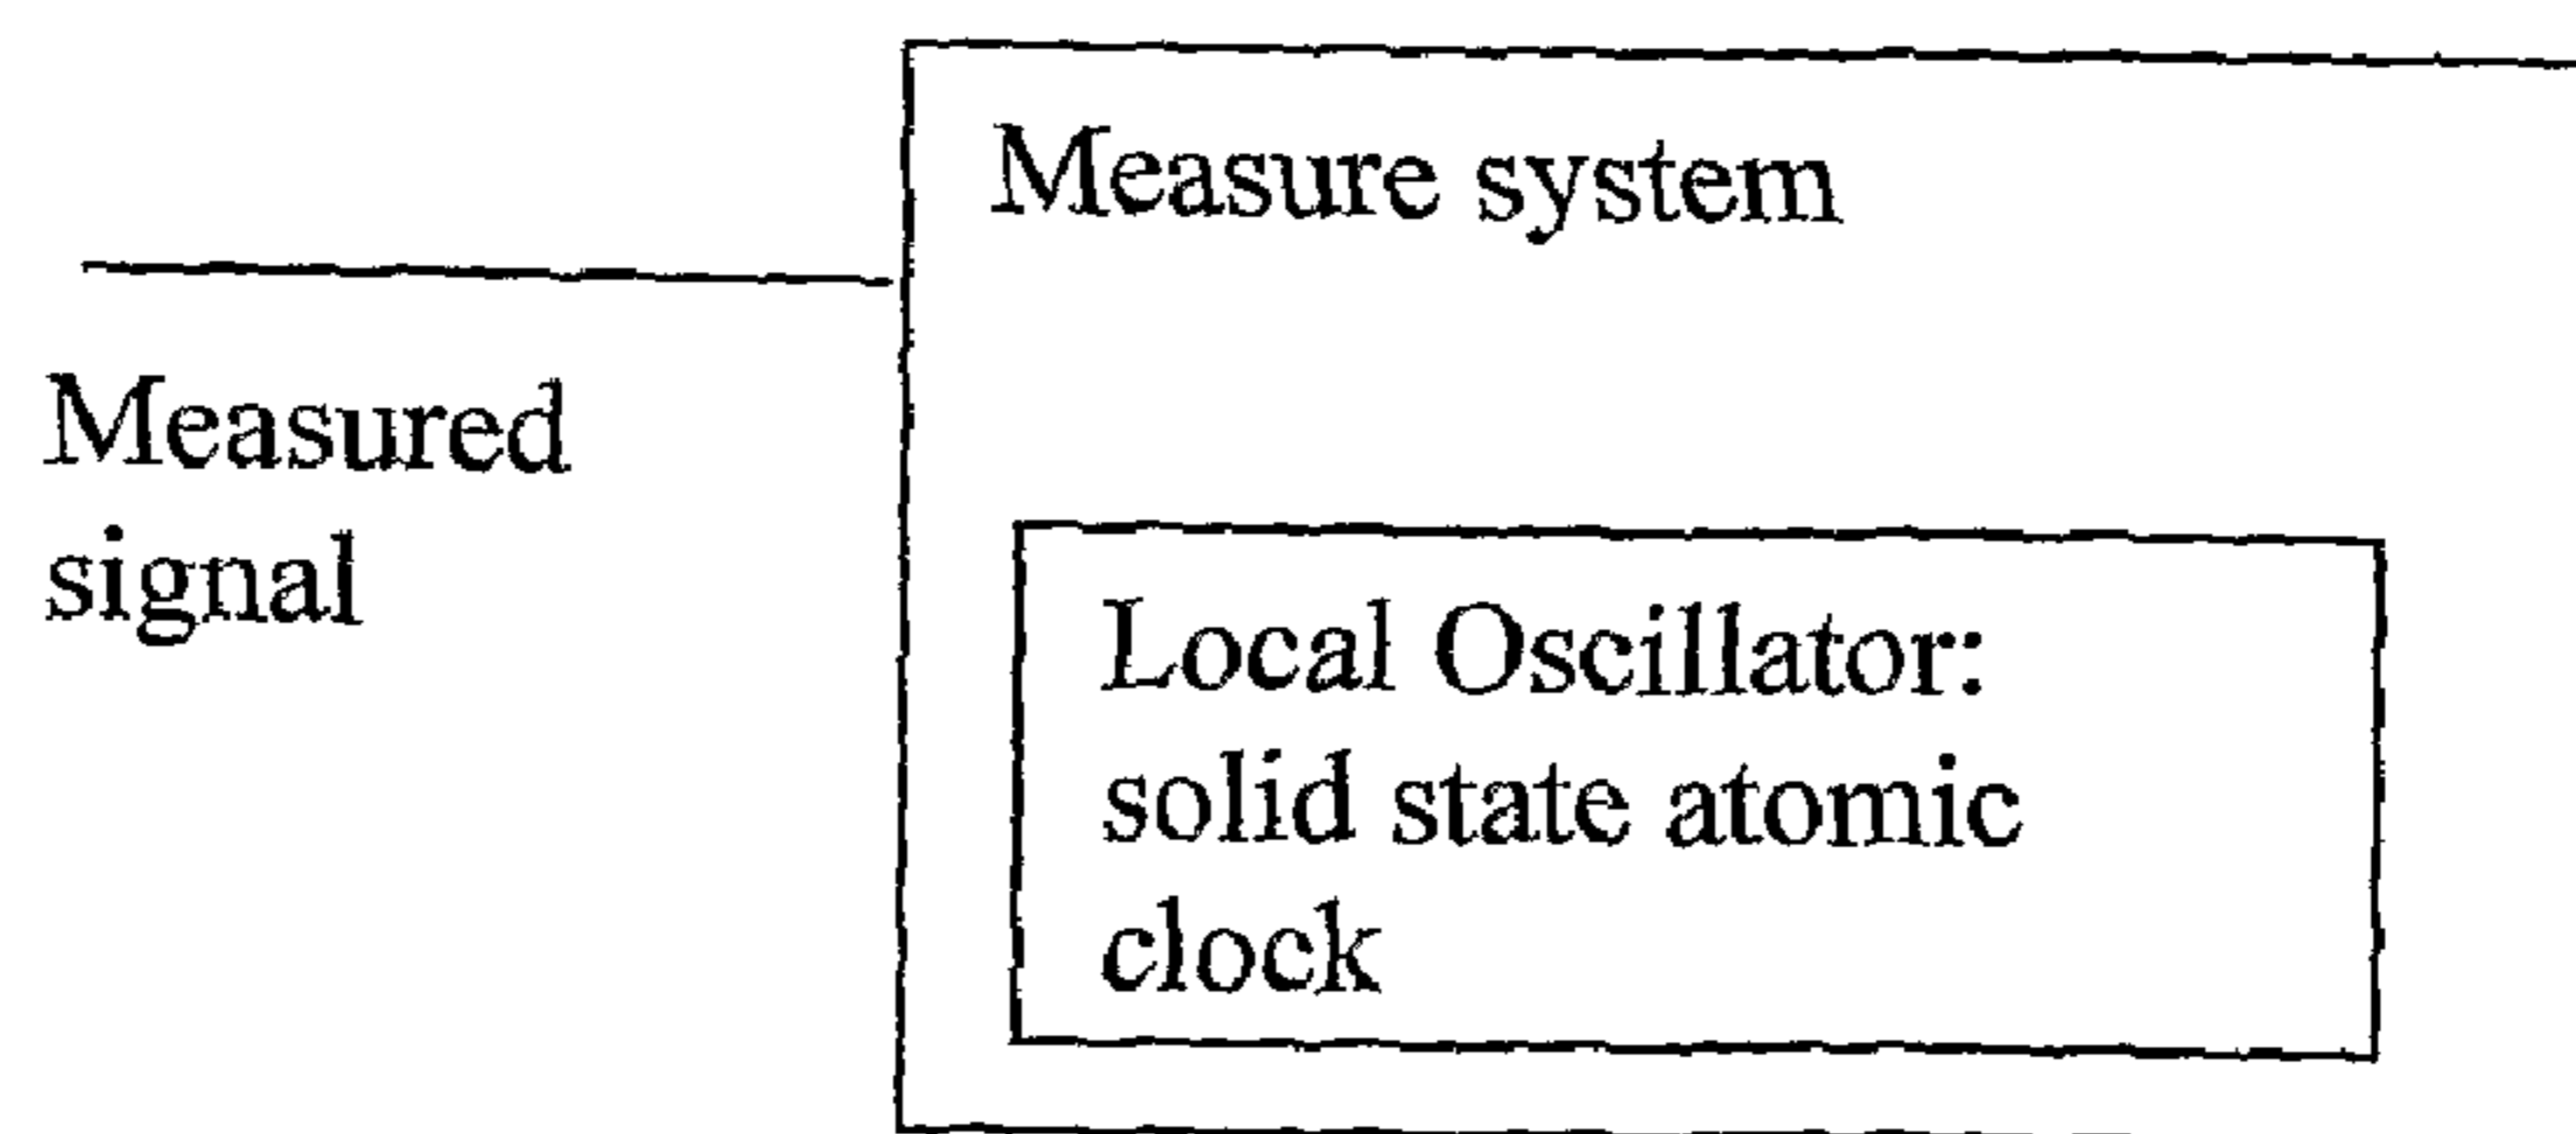 Measure system
Measured
signal
Local Oscillator:
solid state atomic
clock